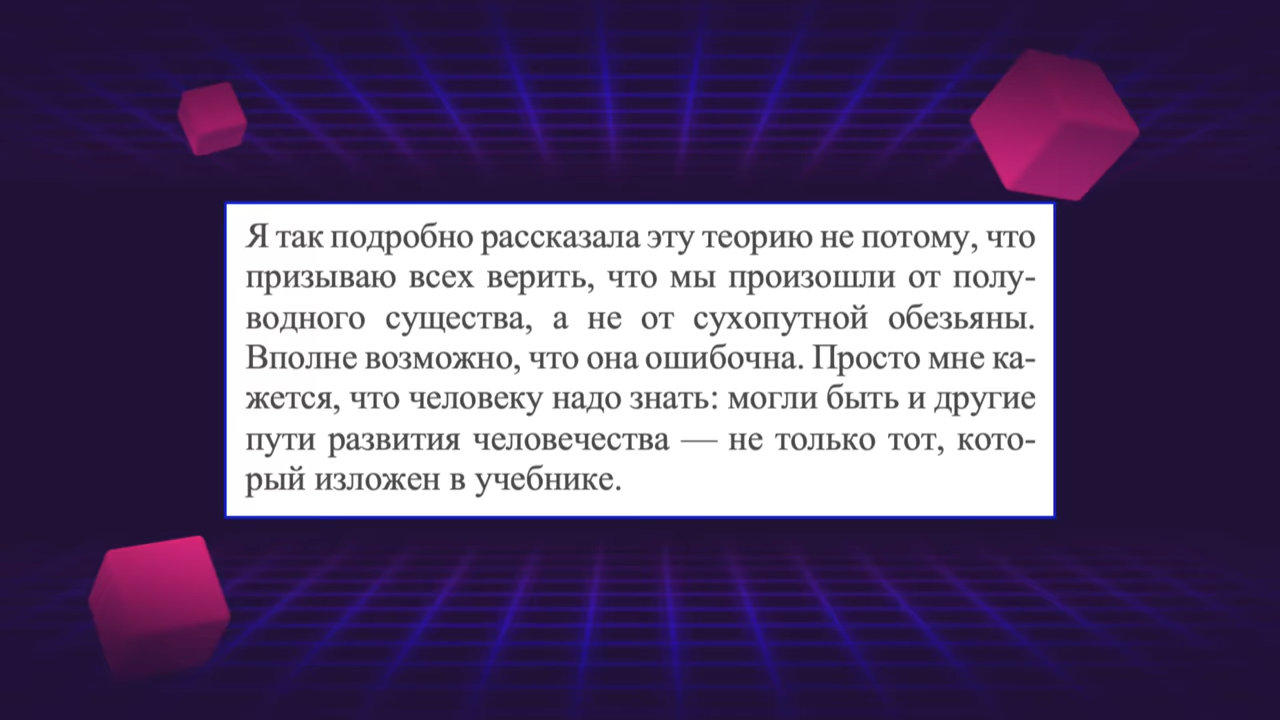 Я так подробно рассказала эту теорию не потому, что
призываю всех верить, что мы произошли от полу-
водного существа, а не от сухопутной обезьяны.
Вполне возможно, что она ошибочна. Просто мне ка-
жется, что человеку надо знать: могли быть и другие
пути развития человечества — не только тот, кото-
рый изложен в учебнике.